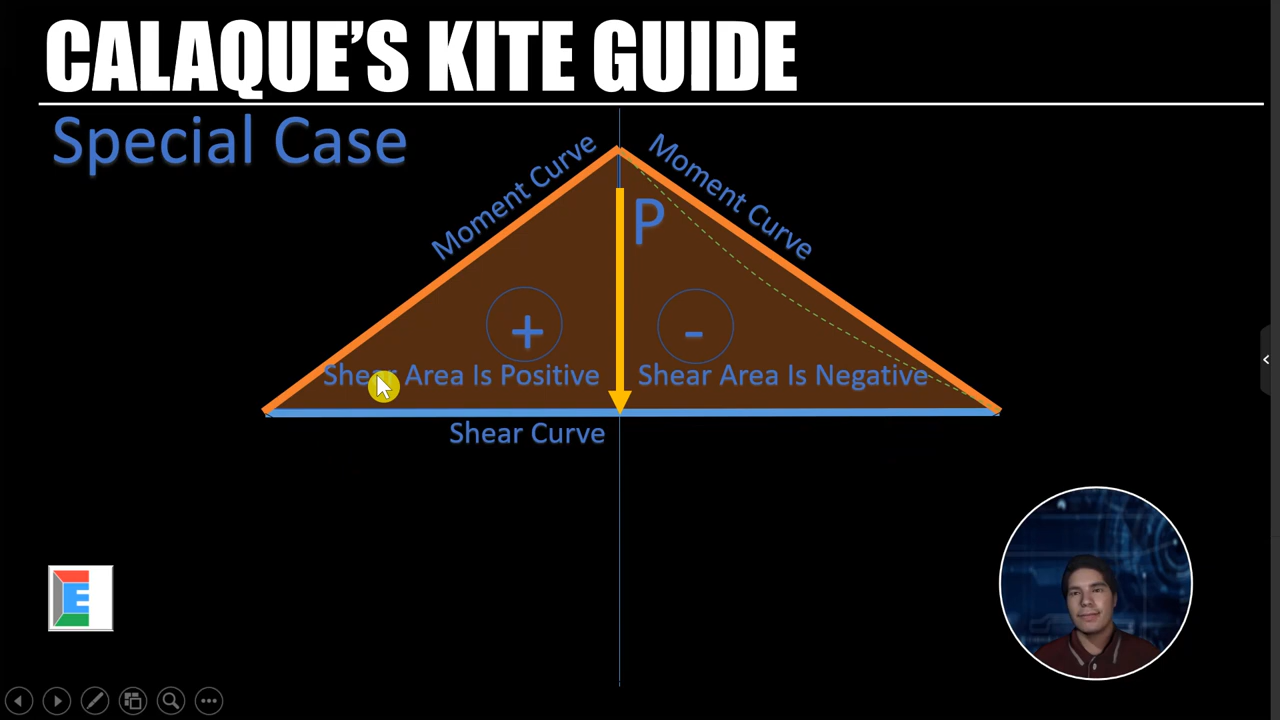 CALAQUE'S KITE GUIDE
Special Case
Moment Curve
Moment Curve
P
+
-
Shear Area Is Positive
Shear Area Is Negative
Shear Curve
E